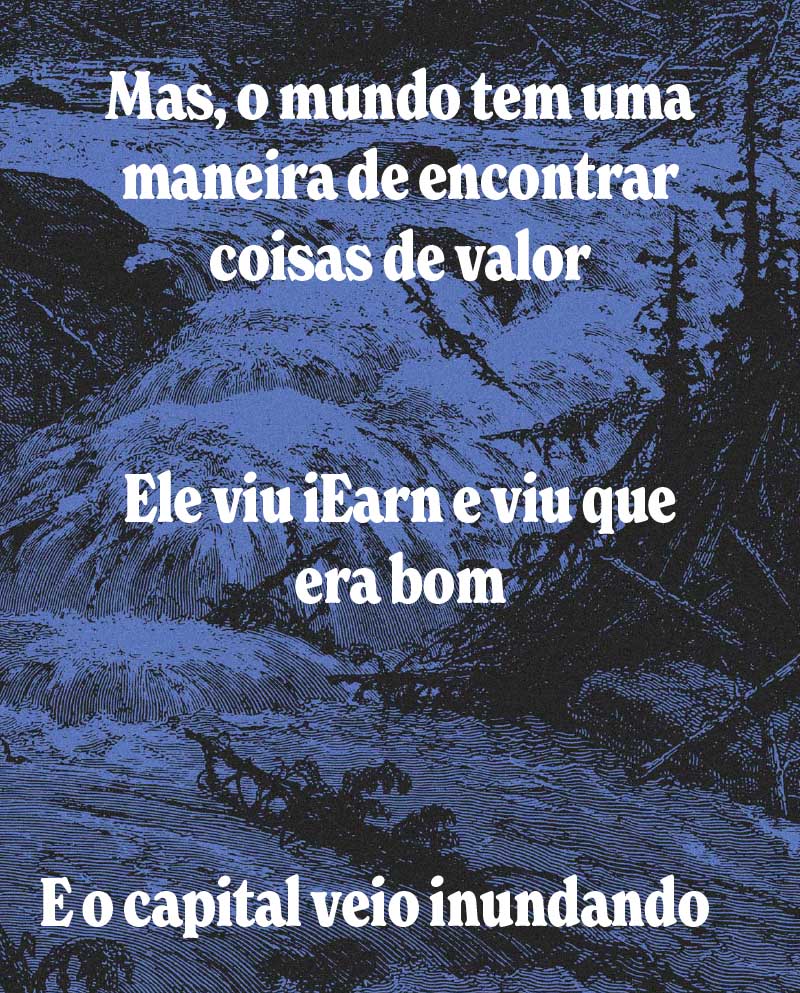 Mas, o mundo tem uma
maneira de encontrar
coisas de valor
Ele viu iEarn e viu que
era bom
E o capital veio inundando